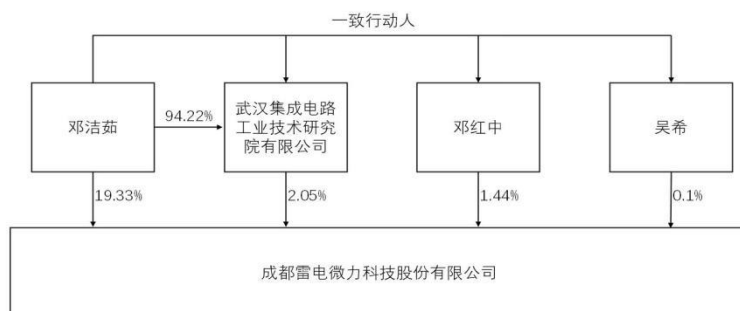 一致行动人
邓洁茹
94.22%
武汉集成电路
工业技术研究
院有限公司
邓红中
吴希
19.33%
2.05%
1.44%
0.1%
成都雷电微力科技股份有限公司